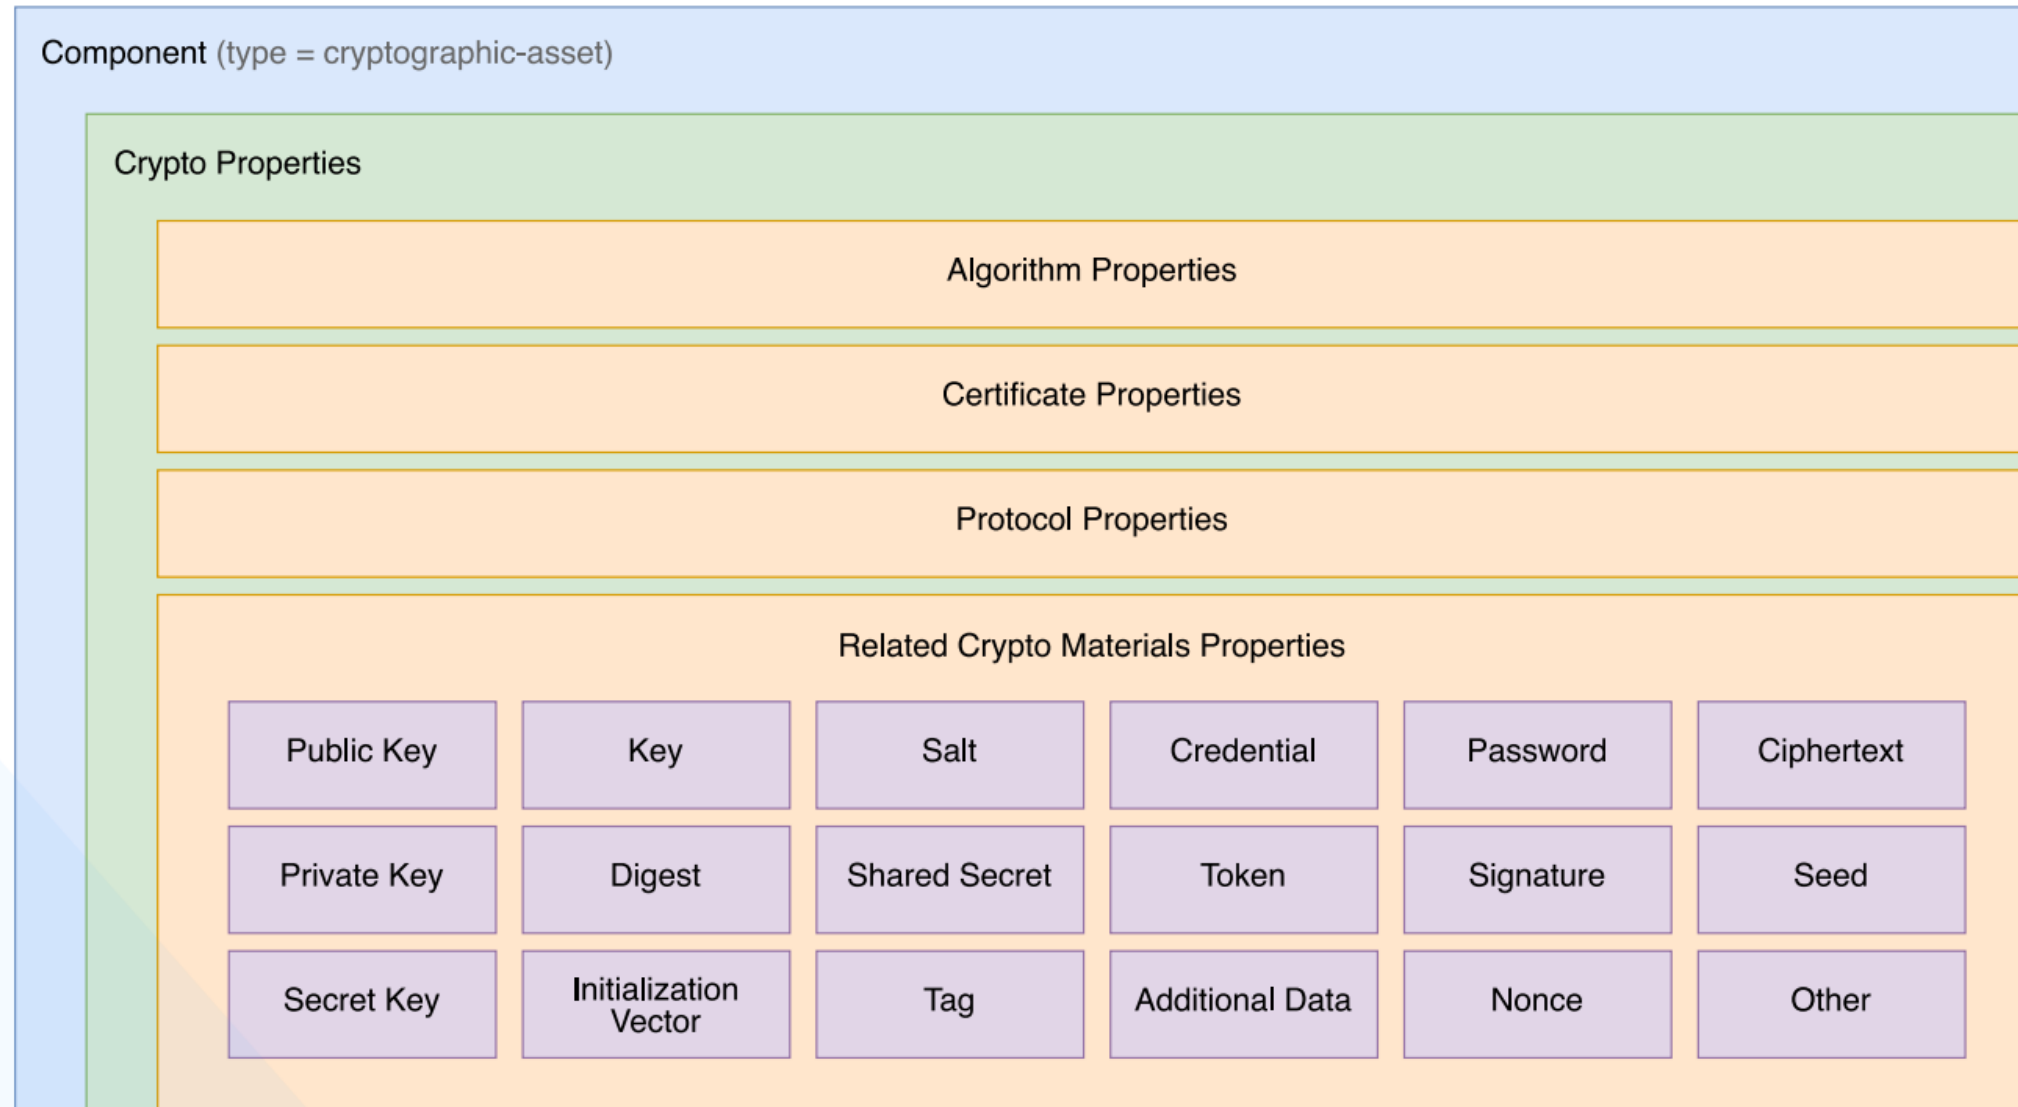 Component (type = cryptographic-asset)
Crypto Properties
Algorithm Properties
Certificate Properties
Protocol Properties
Related Crypto Materials Properties
Public Key
Key
Salt
Credential
Password
Ciphertext
Private Key
Digest
Shared Secret
Token
Signature
Seed
Secret Key
Initialization
Vector
Tag
Additional Data
Nonce
Other